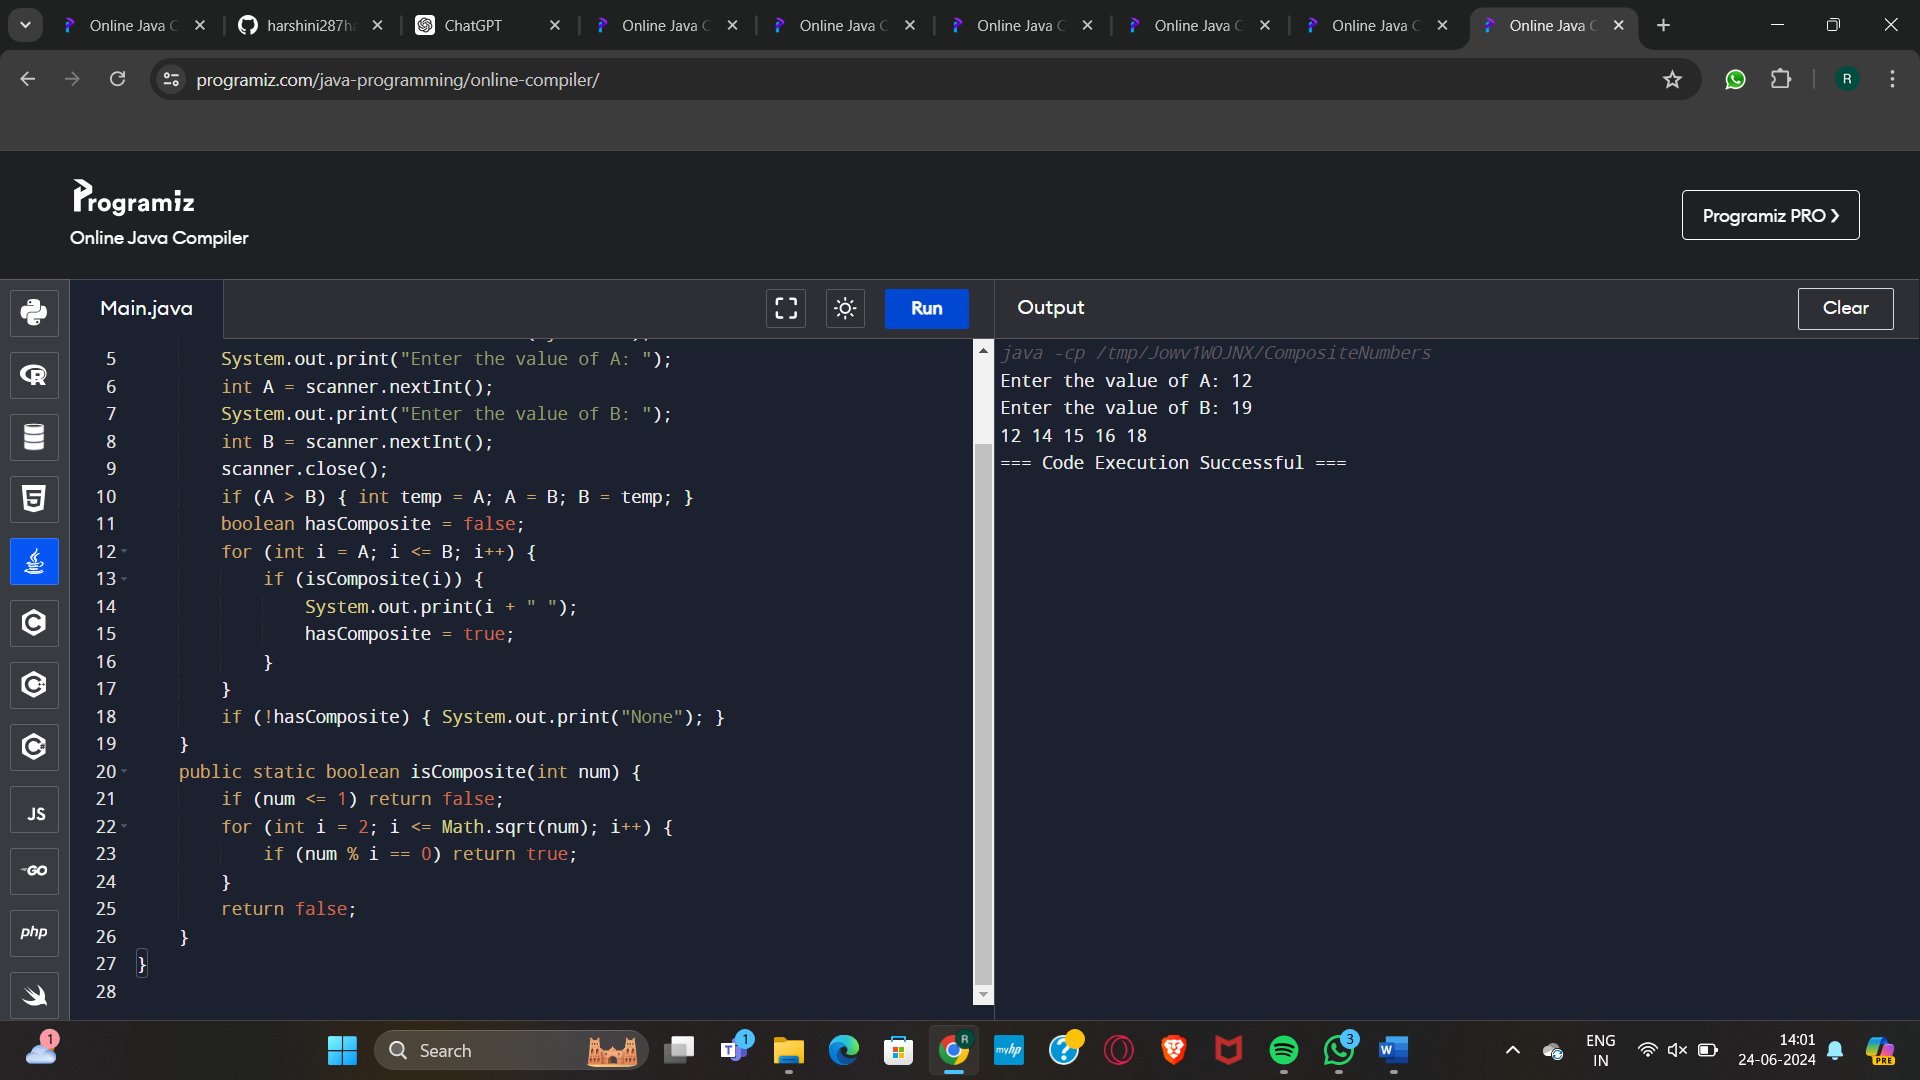 Online Java C
harshini287ha
ChatGPT
Online Java C
Online Java C
Online Java C
Online Java C
Online Java C
Online Java C
programiz.com/java-programming/online-compiler/
R
Programiz
Online Java Compiler
Programiz PRO ❯
Main.java
Run
Output
Clear
5 System.out.print("Enter the value of A: ");
6 int A = scanner.nextInt();
7 System.out.print("Enter the value of B: ");
8 int B = scanner.nextInt();
9 scanner.close();
10 if (A > B) { int temp = A; A = B; B = temp; }
11 boolean hasComposite = false;
12 for (int i = A; i <= B; i++) {
13 if (isComposite(i)) {
14 System.out.print(i + " ");
15 hasComposite = true;
16 }
17 }
18 if (!hasComposite) { System.out.print("None"); }
19 }
20 public static boolean isComposite(int num) {
21 if (num <= 1) return false;
22 for (int i = 2; i <= Math.sqrt(num); i++) {
23 if (num % i == 0) return true;
24 }
25 return false;
26 }
27 }
28
java -cp /tmp/Jowv1WOJNX/CompositeNumbers
Enter the value of A: 12
Enter the value of B: 19
12 14 15 16 18
=== Code Execution Successful ===
R
C
C
C
JS
GO
php
1
Search
T
1
R
myhp
?
3
W
ENG
IN
14:01
24-06-2024
PRE